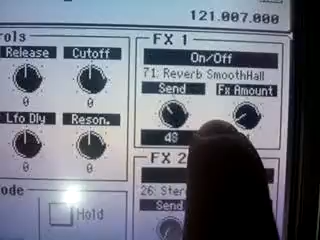 121.007.000
rols
FX 1
Release Cutoff
On/Off
71: Reverb SmoothHall
Send Fx Amount
0 0
Lfo Dly Reson.
48
FX 2
0 0
26: Ster
ode
Hold
Send